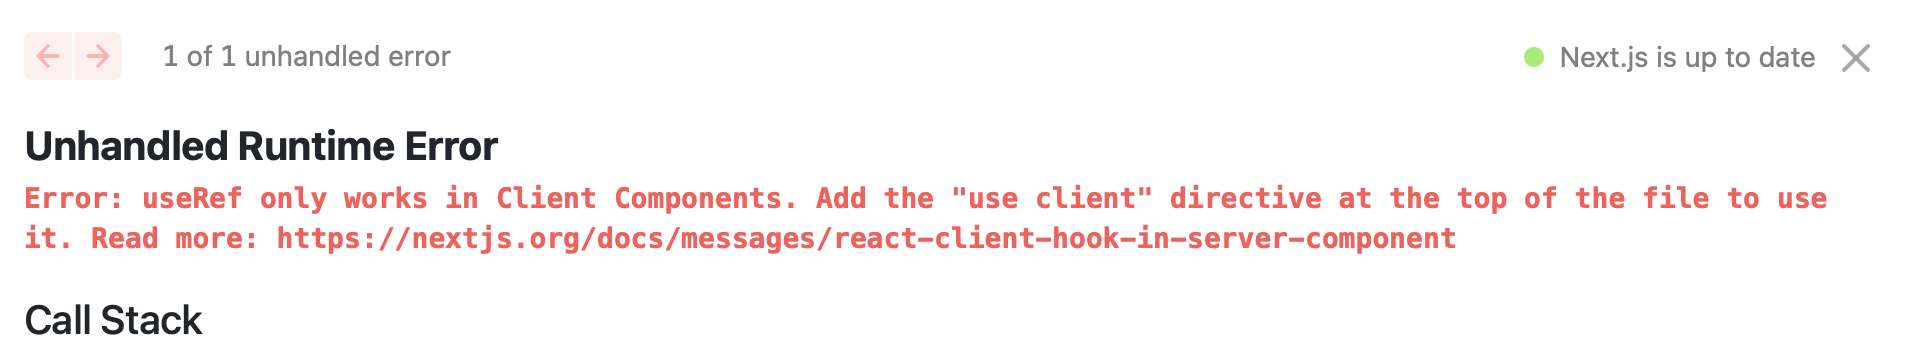 1 of 1 unhandled error
Next.js is up to date
Unhandled Runtime Error
Error: useRef only works in Client Components. Add the "use client" directive at the top of the file to use
it. Read more: https://nextjs.org/docs/messages/react-client-hook-in-server-component
Call Stack